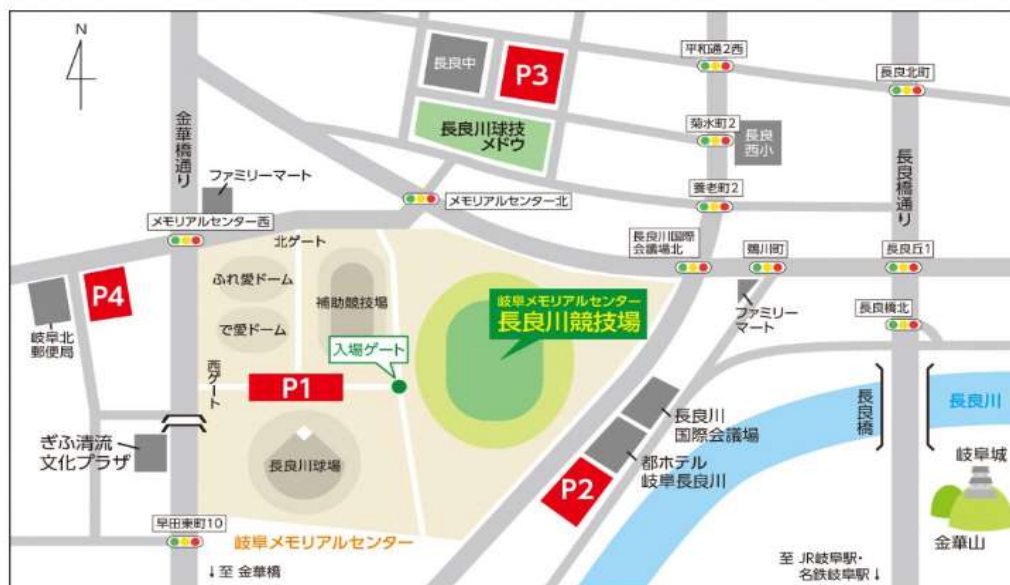 N
平和通2西
長良中
P3
長良北町
金華橋通り
菊水町2
長良
西小
長良川球技
メドウ
長良橋通り
ファミリーマート
養老町2
メモリアルセンター北
メモリアルセンター西
北ゲート
長良川国際
会議場北
鵜川町
長良丘1
ふれ愛ドーム
P4
補助競技場
岐阜メモリアルセンター
長良川競技場
ファミリー
マート
長良橋北
岐阜北
郵便局
で愛ドーム
入場ゲート
西ゲート
P1
長良橋
長良川
長良川
国際会議場
ぎふ清流
文化プラザ
長良川球場
都ホテル
岐阜長良川
P2
岐阜城
金華山
早田東町10
岐阜メモリアルセンター
↓至 金華橋
至 JR岐阜駅・
名鉄岐阜駅↓